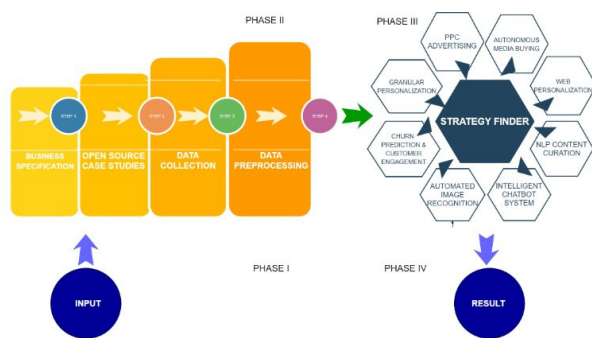 PHASE II
PHASE III
PPC
ADVERTISING
AUTONOMOUS
MEDIA BUYING
GRANULAR
PERSONALIZATION
WEB
PERSONALIZATION
STEP 1
STEP 2
STEP 3
STEP 4
STRATEGY FINDER
BUSINESS
SPECIFICATION
OPEN SOURCE
CASE STUDIES
DATA
COLLECTION
DATA
PREPROCESSING
CHURN
PREDICTION &
CUSTOMER
ENGAGEMENT
NLP CONTENT
CURATION
AUTOMATED
IMAGE
RECOGNITION
INTELLIGENT
CHATBOT
SYSTEM
PHASE I
PHASE IV
INPUT
RESULT